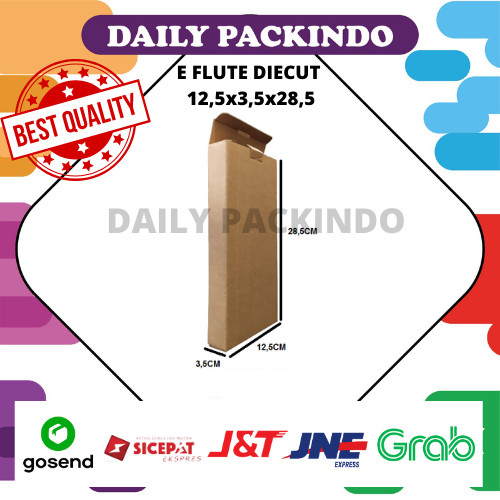 DAILY PACKINDO
E FLUTE DIECUT
12,5x3,5x28,5
BEST QUALITY
DAILY PACKINDO
28,5CM
12,5CM
3,5CM
gosend
SICEPAT
EKSPRES
J&T
JNE
EXPRESS
Grab